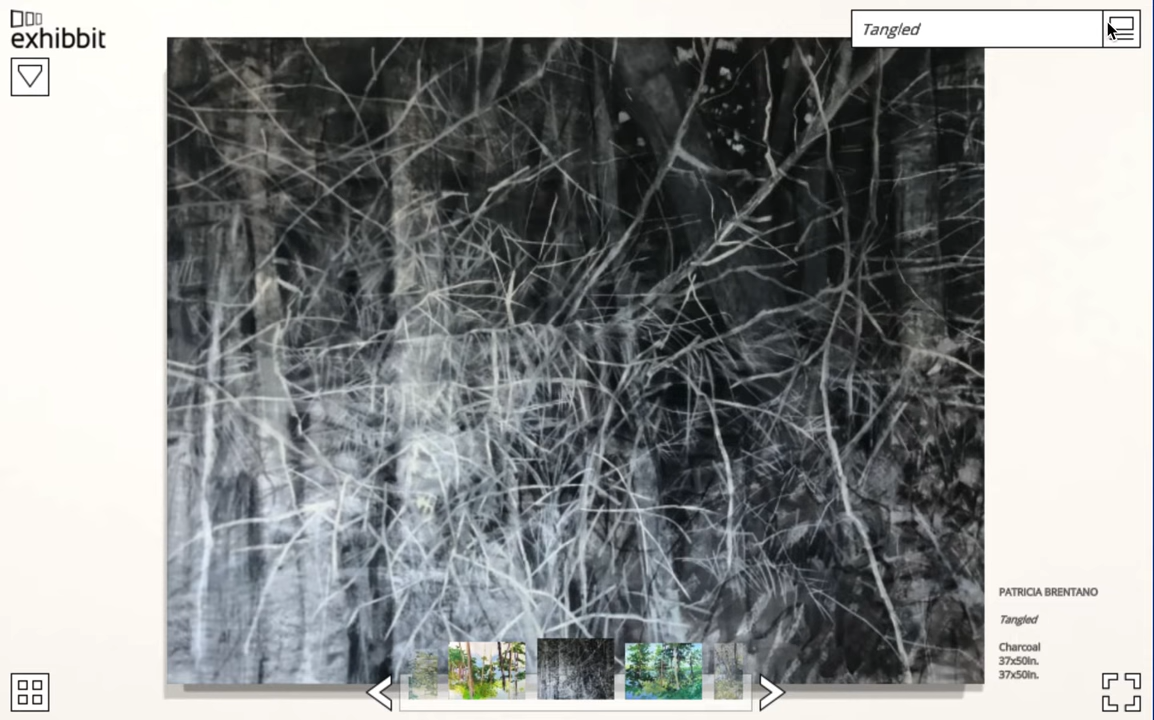 exhibbit
Tangled
PATRICIA BRENTANO
Tangled
Charcoal
37x50in.
37x50in.